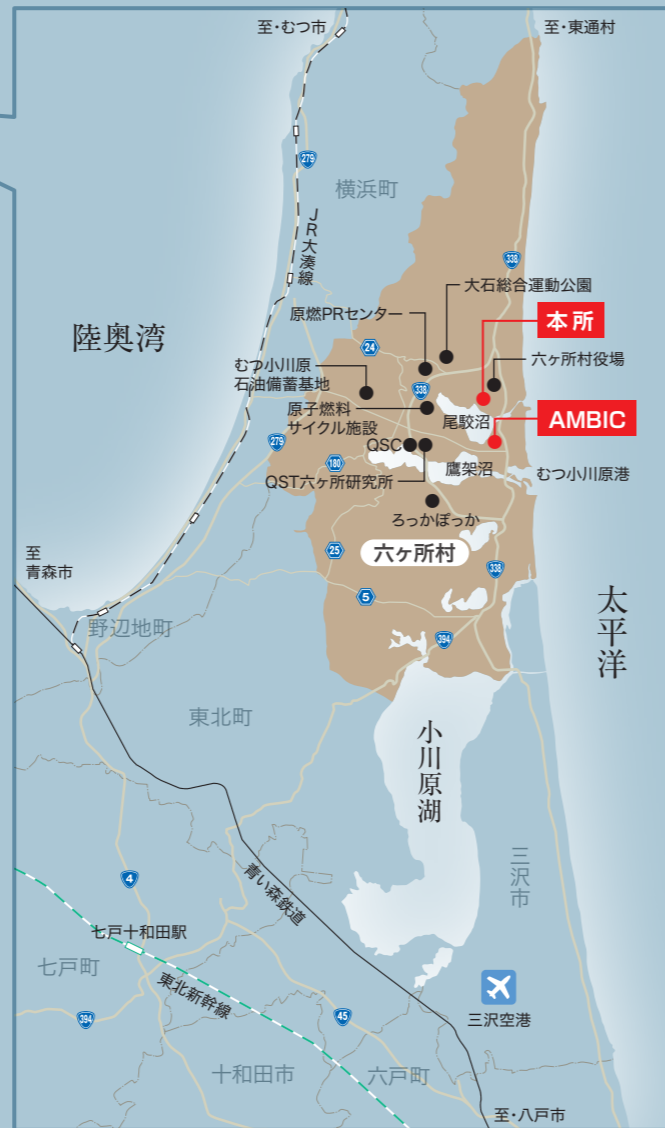 至・むつ市
至・東通村
279
横浜町
JR大湊線
338
大石総合運動公園
原燃PRセンター
本所
陸奥湾
24
むつ小川原
石油備蓄基地
338
六ヶ所村役場
原子燃料
サイクル施設
尾駮沼
AMBIC
279
QSC
180
鷹架沼
むつ小川原港
QST六ヶ所研究所
ろっかぽっか
至
青森市
25
六ヶ所村
338
5
太平洋
野辺地町
394
東北町
小川原湖
三沢市
4
青い森鉄道
七戸十和田駅
七戸町
東北新幹線
394
45
三沢空港
十和田市
六戸町
至・八戸市